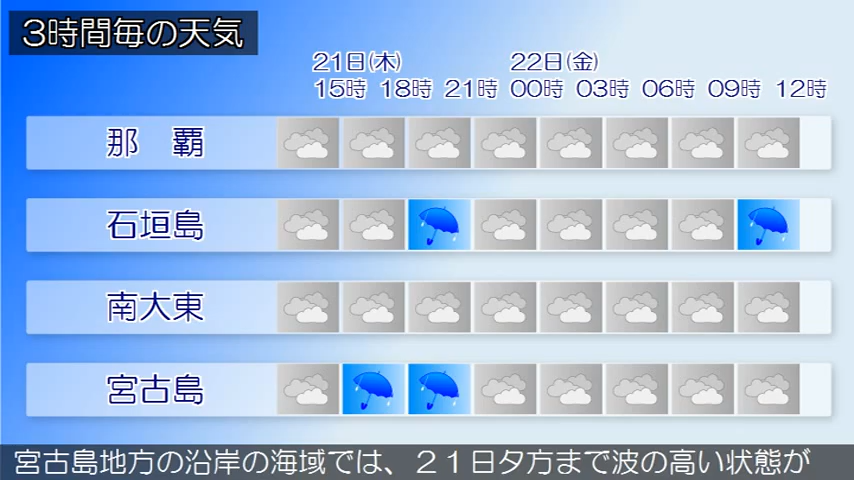 3時間毎の天気
21日(木) 22日(金)
15時 18時 21時 00時 03時 06時 09時 12時
那　覇
石垣島
南大東
宮古島
宮古島地方の沿岸の海域では、２１日夕方まで波の高い状態が